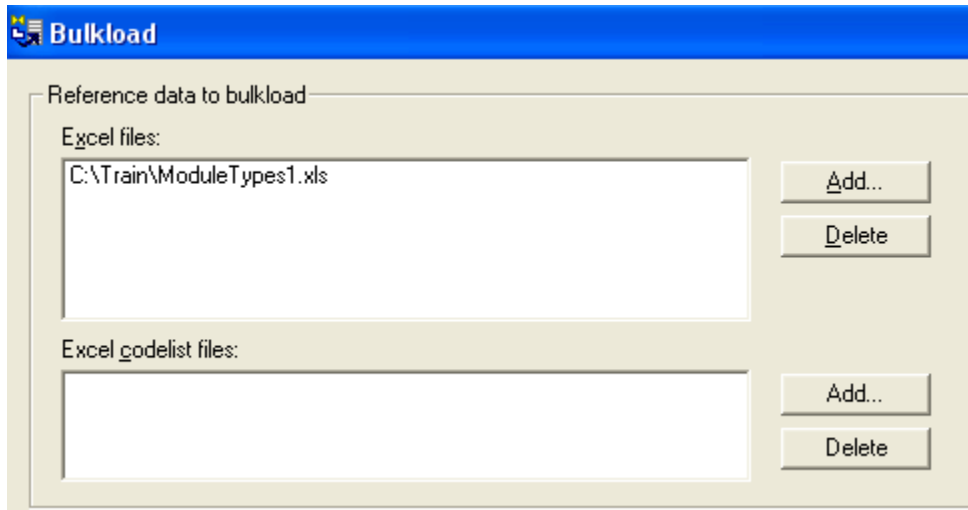 Bulkload
Reference data to bulkload
Excel files:
C:\Train\ModuleTypes1.xls
Add...
Delete
Excel codelist files:
Add...
Delete